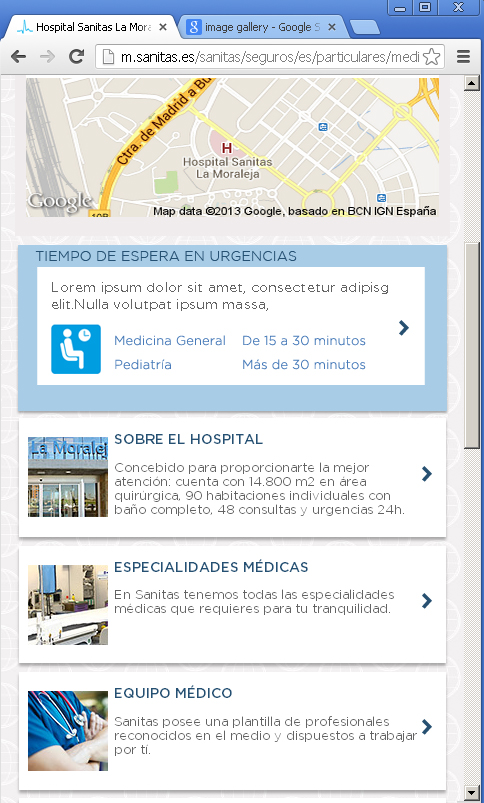 Hospital Sanitas La Mora
image gallery - Google S
m.sanitas.es/sanitas/seguros/es/particulares/medi
Ctra. de Madrid a Bu
H
Hospital Sanitas
La Moraleja
Google
10B
Map data ©2013 Google, basado en BCN IGN España
TIEMPO DE ESPERA EN URGENCIAS
Lorem ipsum dolor sit amet, consectetur adipisg
elit.Nulla volutpat ipsum massa,
Medicina General De 15 a 30 minutos
Pediatría Más de 30 minutos
La Moralej
SOBRE EL HOSPITAL
Concebido para proporcionarte la mejor
atención: cuenta con 14.800 m2 en área
quirúrgica, 90 habitaciones individuales con
baño completo, 48 consultas y urgencias 24h.
ESPECIALIDADES MÉDICAS
En Sanitas tenemos todas las especialidades
médicas que requieres para tu tranquilidad.
EQUIPO MÉDICO
Sanitas posee una plantilla de profesionales
reconocidos en el medio y dispuestos a trabajar
por tí.